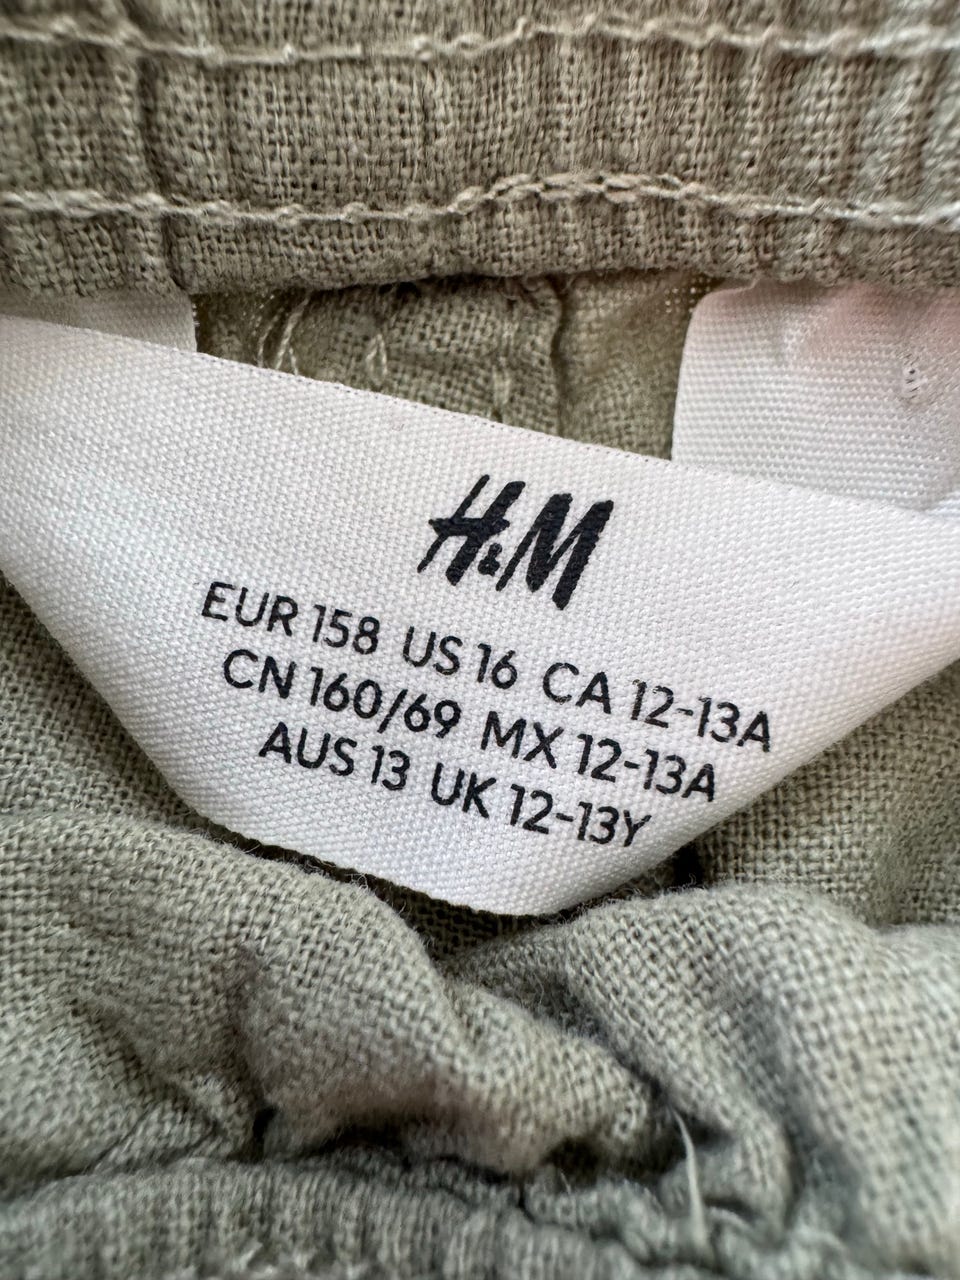 H&M
EUR 158 US 16 CA 12-13A
CN 160/69 MX 12-13A
AUS 13 UK 12-13Y